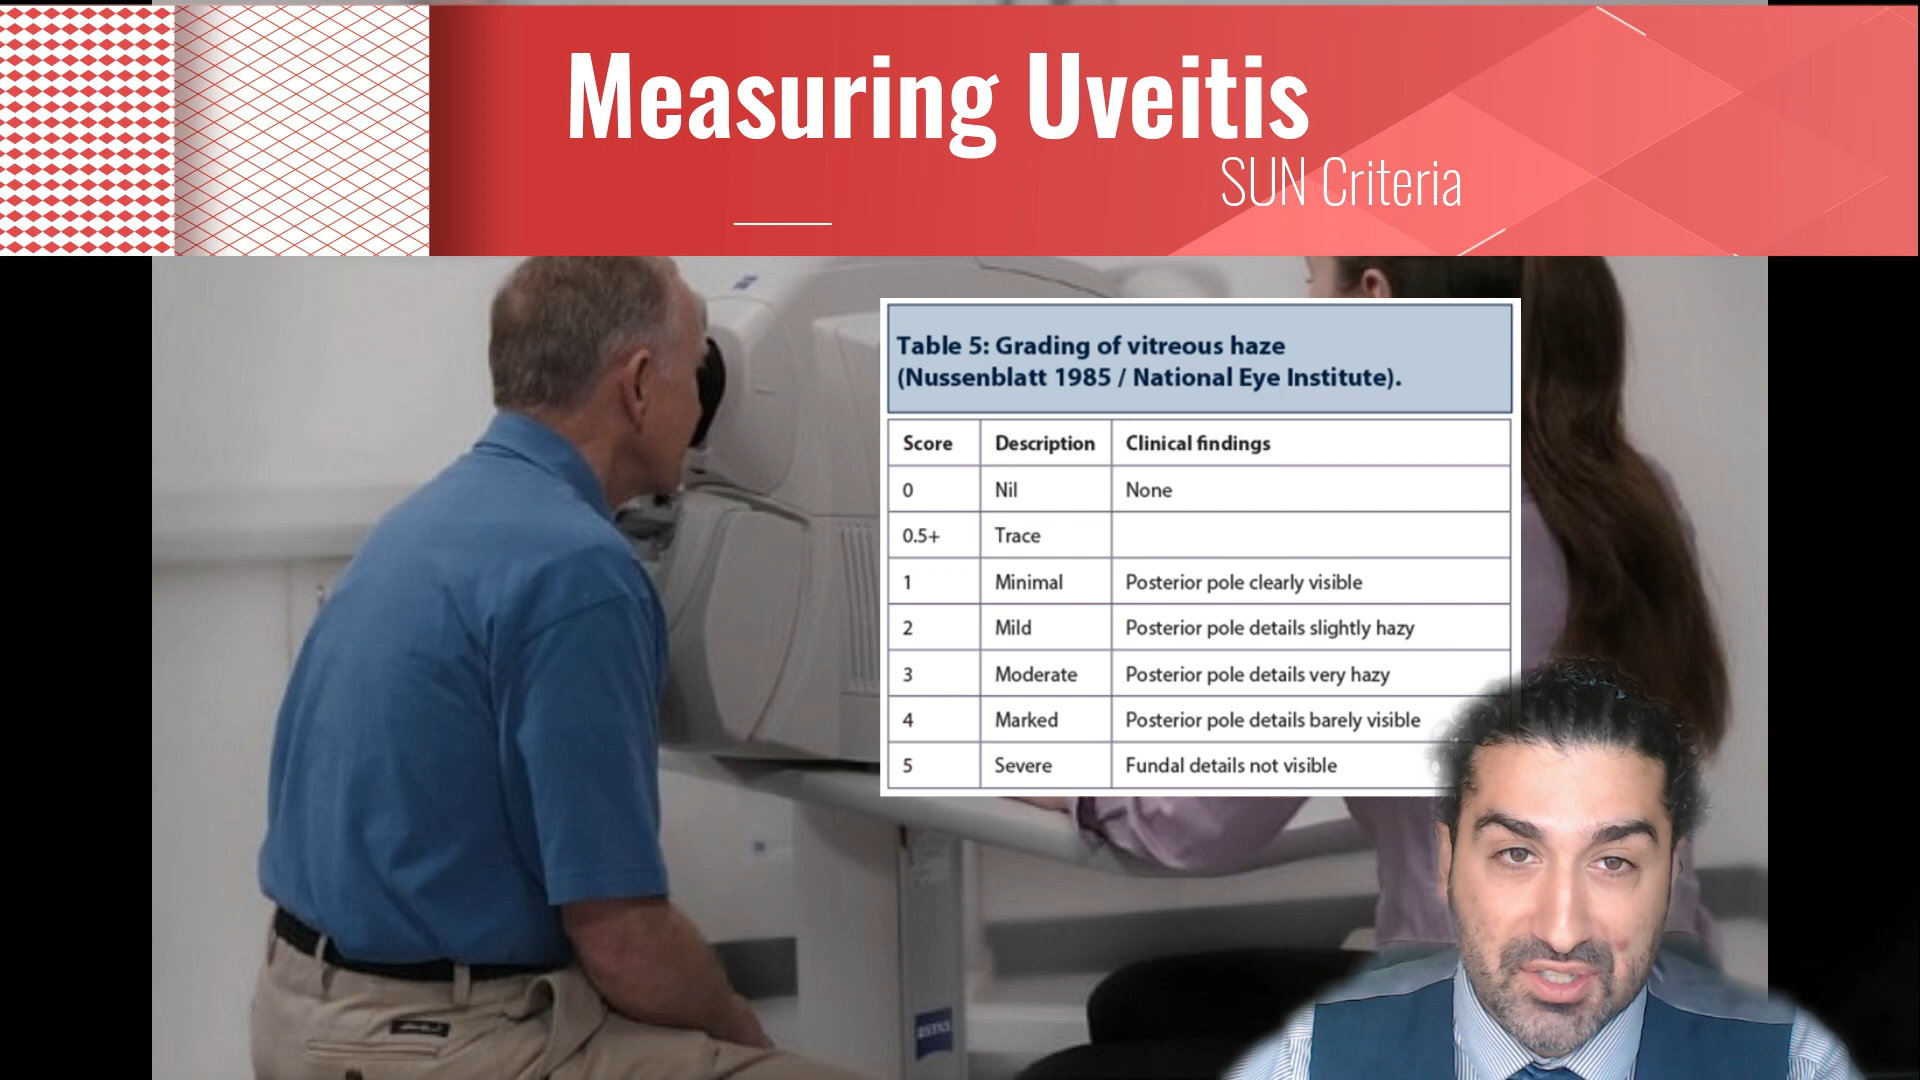 Measuring Uveitis
SUN Criteria
Table 5: Grading of vitreous haze
(Nussenblatt 1985 / National Eye Institute).
Score Description Clinical findings
0 Nil None
0.5+ Trace
1 Minimal Posterior pole clearly visible
2 Mild Posterior pole details slightly hazy
3 Moderate Posterior pole details very hazy
4 Marked Posterior pole details barely visible
5 Severe Fundal details not visible